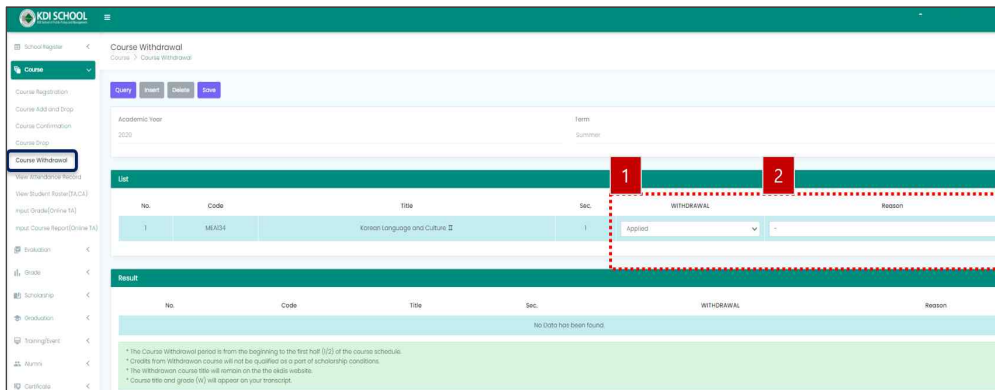 KDI SCHOOL
School Register
Course
Course Registration
Course Add and Drop
Course Confirmation
Course Drop
Course Withdrawal
View Attendance Record
View Student Roster(TA,CA)
Input Grade(Online TA)
Input Course Report(Online TA)
Evaluation
Grade
Scholarship
Graduation
Training/Event
Alumni
Certificate
Course Withdrawal
Course > Course Withdrawal
Query Insert Delete Save
Academic Year Term
2020 Summer
List
1 2
No. Code Title Sec. WITHDRAWAL Reason
1 Korean Language and Culture Ⅱ 1 Applied -
Result
No. Code Title Sec. WITHDRAWAL Reason
No Data has been found.
* The Course Withdrawal period is from the beginning to the first half (1/2) of the course schedule.
* Credits from Withdrawn course will not be qualified as a part of scholarship conditions.
* The Withdrawn course title will remain on the the ekdis website.
* Course title and grade (W) will appear on your transcript.